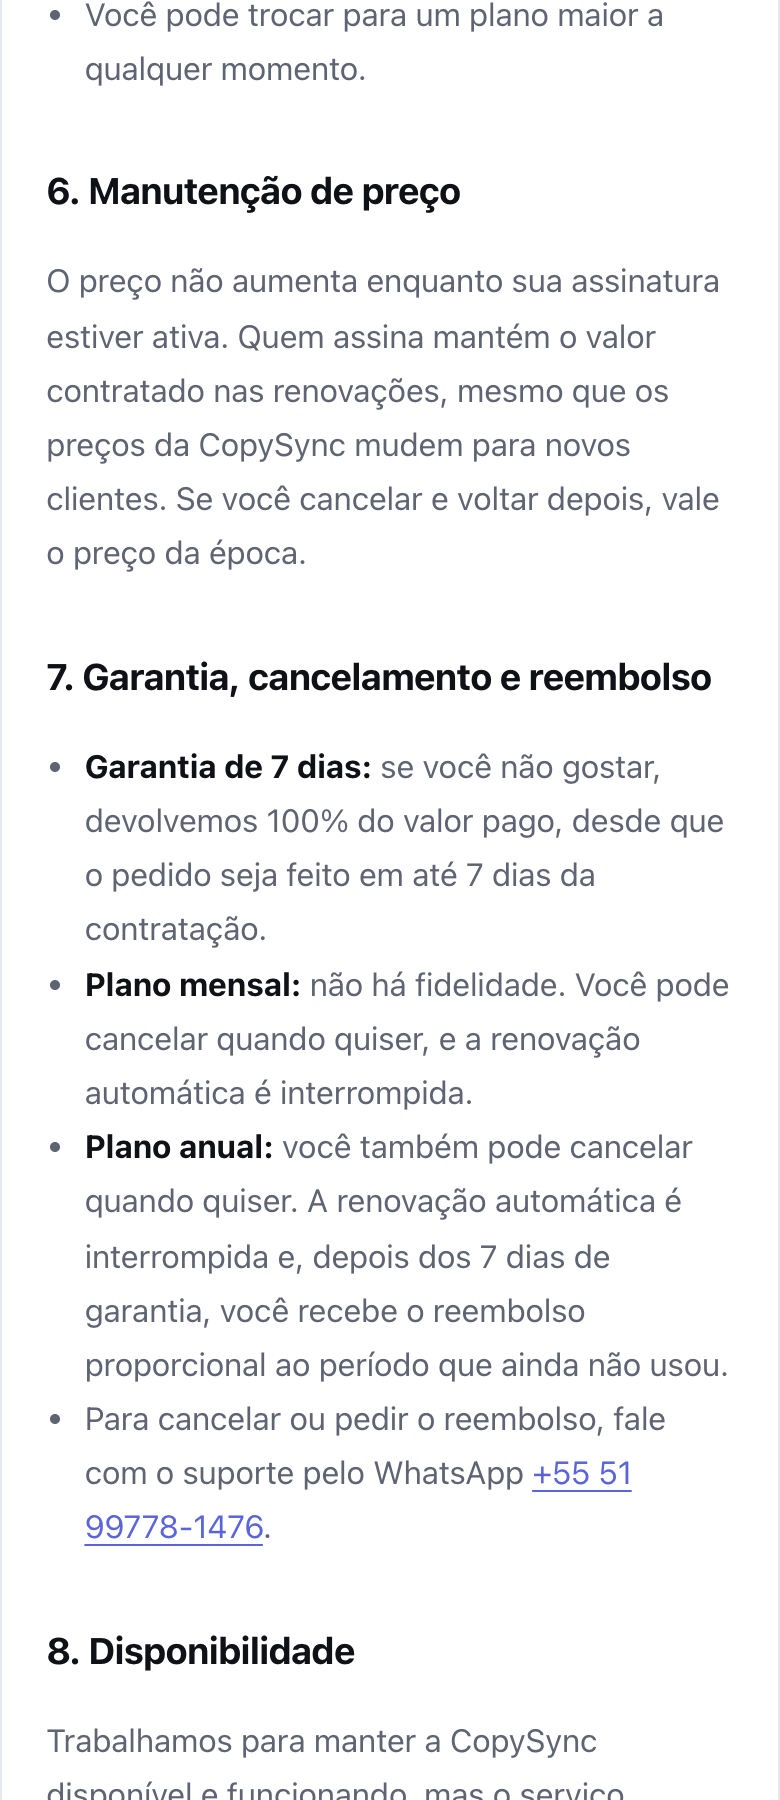 • Você pode trocar para um plano maior a
qualquer momento.
6. Manutenção de preço
O preço não aumenta enquanto sua assinatura
estiver ativa. Quem assina mantém o valor
contratado nas renovações, mesmo que os
preços da CopySync mudem para novos
clientes. Se você cancelar e voltar depois, vale
o preço da época.
7. Garantia, cancelamento e reembolso
• Garantia de 7 dias: se você não gostar,
devolvemos 100% do valor pago, desde que
o pedido seja feito em até 7 dias da
contratação.
• Plano mensal: não há fidelidade. Você pode
cancelar quando quiser, e a renovação
automática é interrompida.
• Plano anual: você também pode cancelar
quando quiser. A renovação automática é
interrompida e, depois dos 7 dias de
garantia, você recebe o reembolso
proporcional ao período que ainda não usou.
• Para cancelar ou pedir o reembolso, fale
com o suporte pelo WhatsApp +55 51
99778-1476.
8. Disponibilidade
Trabalhamos para manter a CopySync
disponível e funcionando, mas o serviço